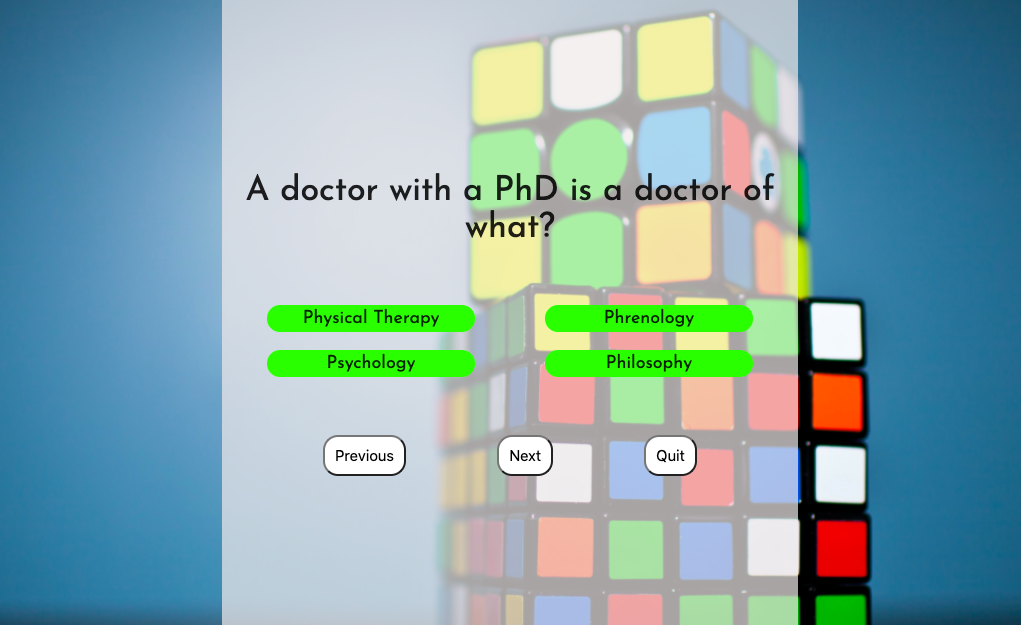 A doctor with a PhD is a doctor of
what?
Physical Therapy
Phrenology
Psychology
Philosophy
Previous
Next
Quit